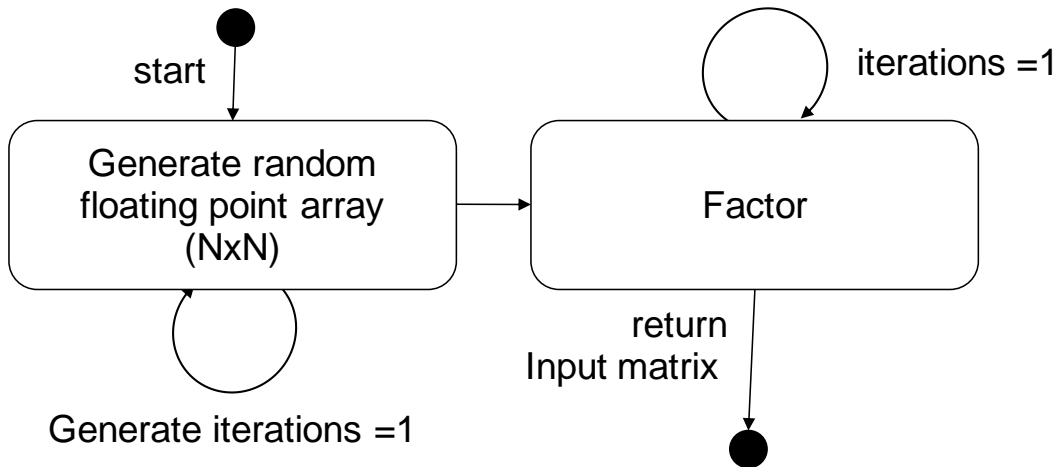 start
Generate random
floating point array
(NxN)
Generate iterations =1
iterations =1
Factor
return
Input matrix